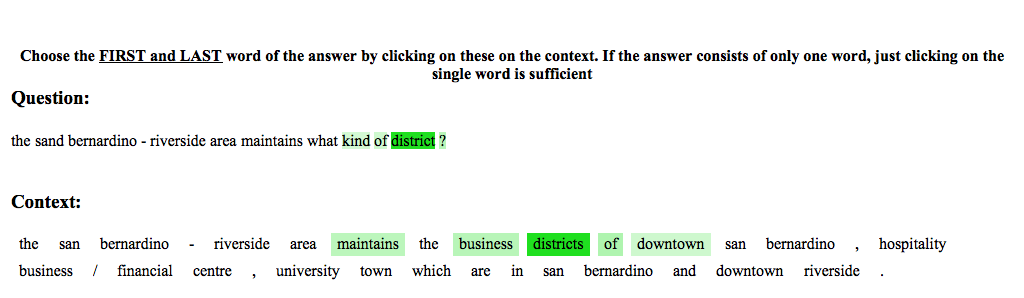 Choose the FIRST and LAST word of the answer by clicking on these on the context. If the answer consists of only one word, just clicking on the
single word is sufficient
Question:
the sand bernardino - riverside area maintains what kind of district ?
Context:
the san bernardino - riverside area maintains the business districts of downtown san bernardino , hospitality
business / financial centre , university town which are in san bernardino and downtown riverside .